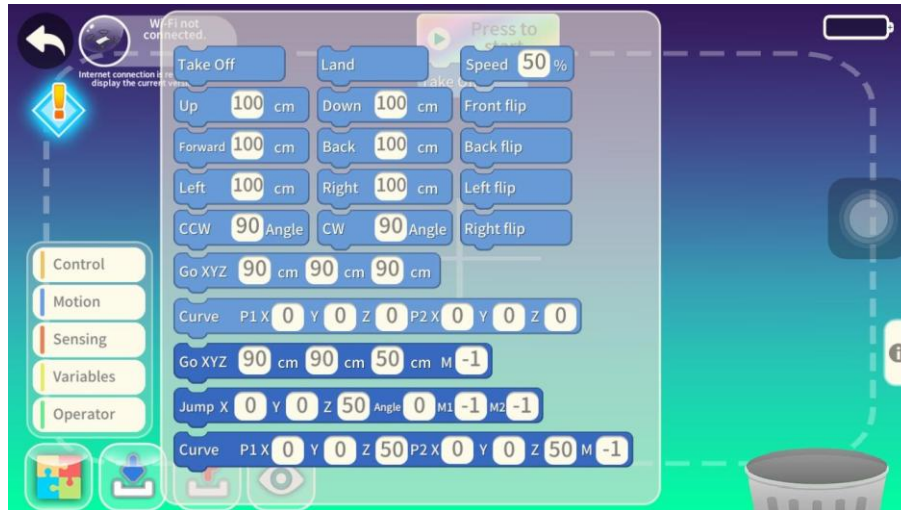 Wi-Fi not
connected.
Press to
start
Internet connection is re
display the current vers
Take O
Take Off Land Speed 50 %
Up 100 cm Down 100 cm Front flip
Forward 100 cm Back 100 cm Back flip
Left 100 cm Right 100 cm Left flip
CCW 90 Angle CW 90 Angle Right flip
Go XYZ 90 cm 90 cm 90 cm
Curve P1 X 0 Y 0 Z 0 P2 X 0 Y 0 Z 0
Go XYZ 90 cm 90 cm 50 cm M -1
Jump X 0 Y 0 Z 50 Angle 0 M1 -1 M2 -1
Curve P1 X 0 Y 0 Z 50 P2 X 0 Y 0 Z 50 M -1
Control
Motion
Sensing
Variables
Operator